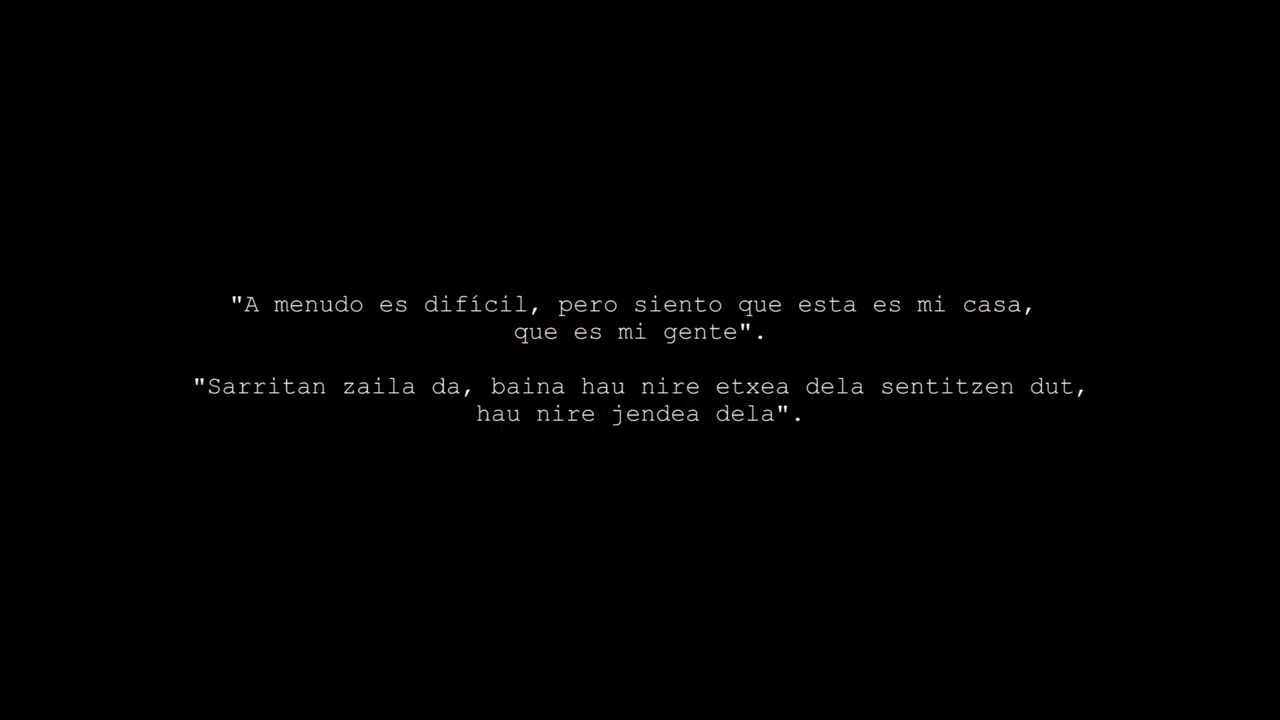 "A menudo es difícil, pero siento que esta es mi casa,
que es mi gente".
"Sarritan zaila da, baina hau nire etxea dela sentitzen dut,
hau nire jendea dela".